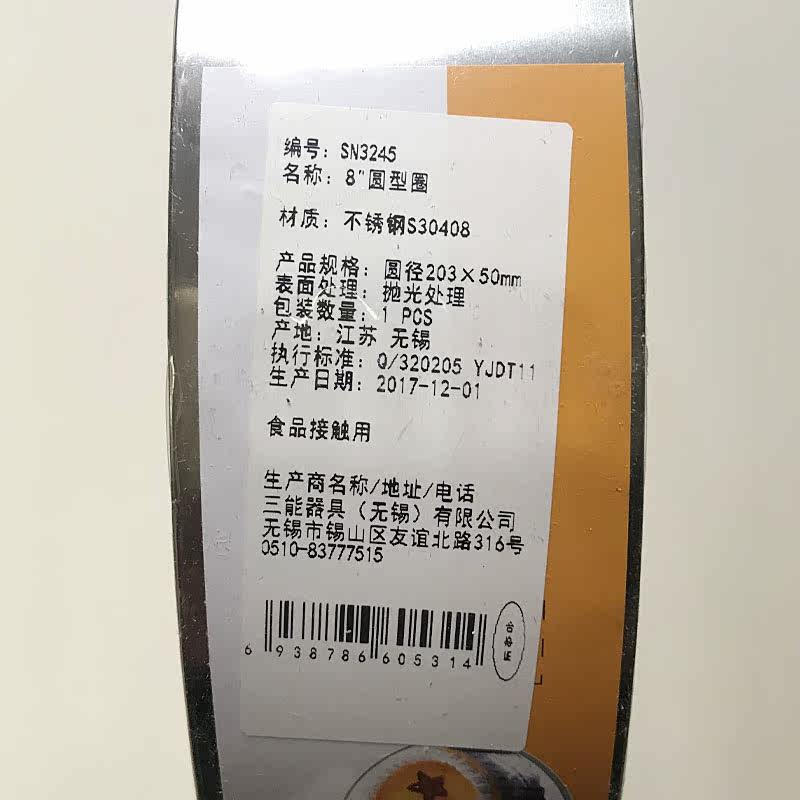 编号：SN3245
名称：8"圆型圈
材质：不锈钢S30408
产品规格：圆径203×50mm
表面处理：抛光处理
包装数量：1 PCS
产地：江苏 无锡
执行标准：Q/320205 YJDT11
生产日期：2017-12-01
食品接触用
生产商名称/地址/电话
三能器具（无锡）有限公司
无锡市锡山区友谊北路316号
0510-83777515
6 938786 605314
合格证